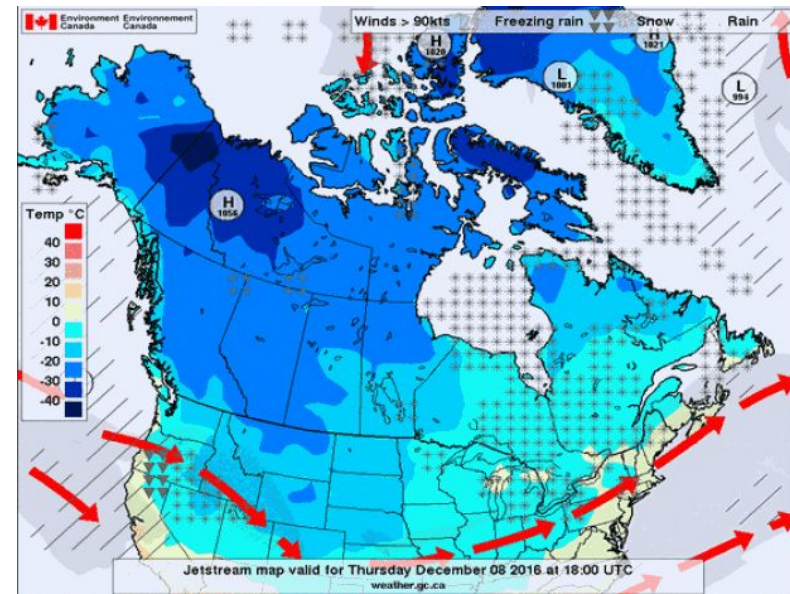 Environment Environnement
Canada Canada
Winds > 90kts Freezing rain Snow Rain
H
1020
H
1021
L
1001
L
994
H
1056
Temp °C
40
30
20
10
0
-10
-20
-30
-40
Jetstream map valid for Thursday December 08 2016 at 18:00 UTC
weather.gc.ca